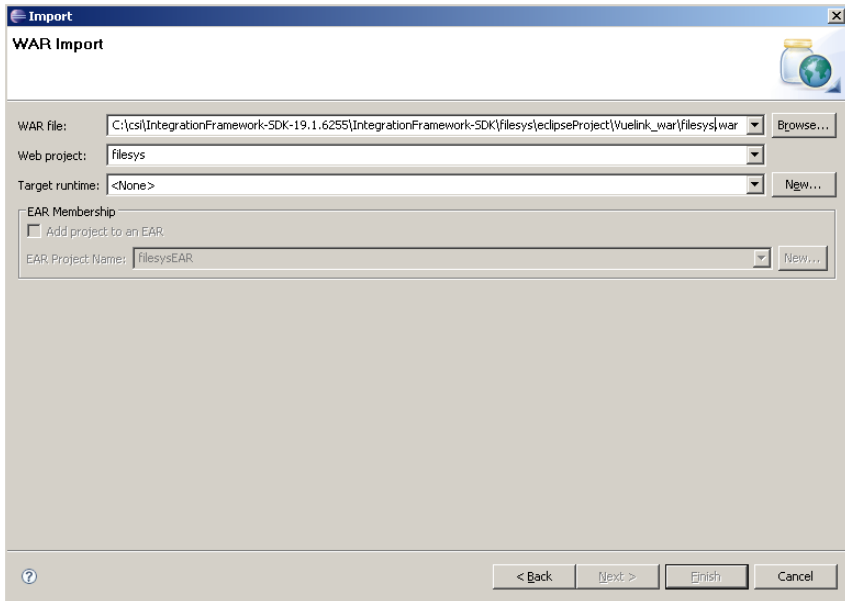 Import
WAR Import
WAR file: C:\csi\IntegrationFramework-SDK-19.1.6255\IntegrationFramework-SDK\filesys\eclipseProject\Vuelink_war\filesys.war Browse...
Web project: filesys
Target runtime: <None> New...
EAR Membership
Add project to an EAR
EAR Project Name: filesysEAR New...
? < Back Next > Finish Cancel